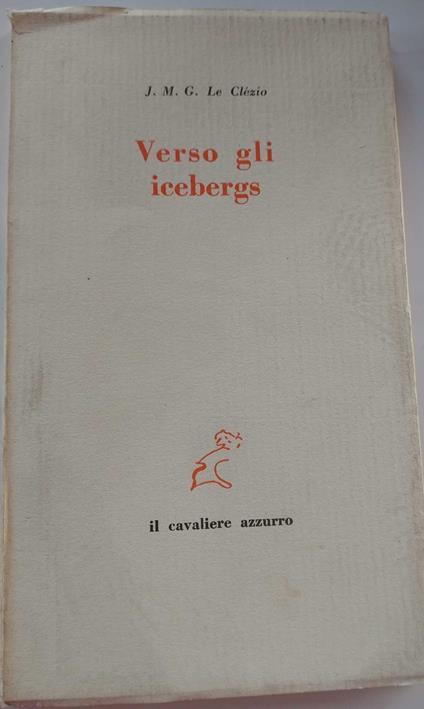 J. M. G. Le Clézio
Verso gli
icebergs
il cavaliere azzurro